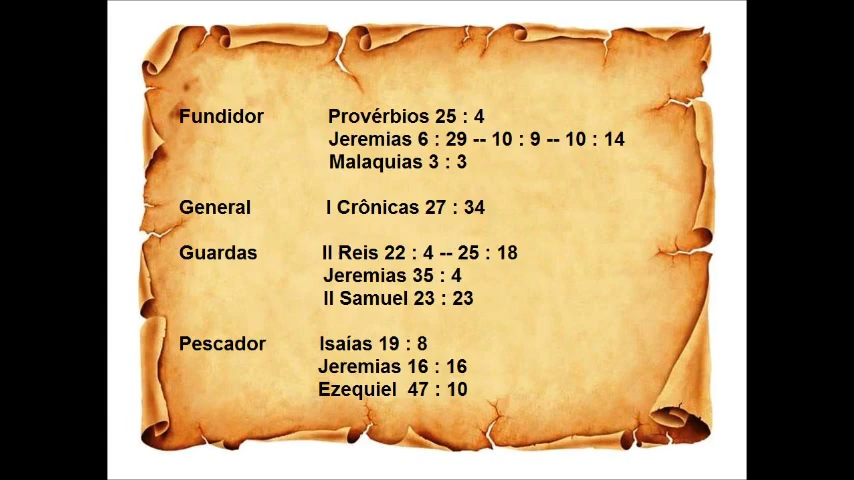 Fundidor Provérbios 25 : 4
Jeremias 6 : 29 -- 10 : 9 -- 10 : 14
Malaquias 3 : 3
General I Crônicas 27 : 34
Guardas II Reis 22 : 4 -- 25 : 18
Jeremias 35 : 4
II Samuel 23 : 23
Pescador Isaías 19 : 8
Jeremias 16 : 16
Ezequiel 47 : 10